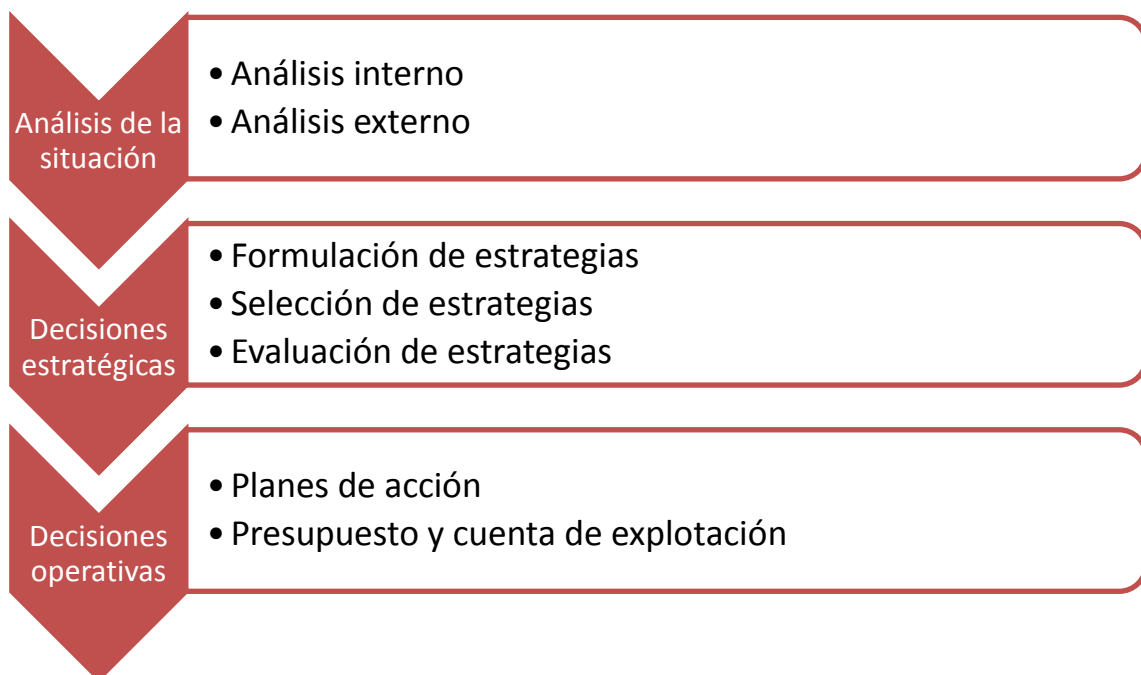 Análisis de la
situación
• Análisis interno
• Análisis externo
Decisiones
estratégicas
• Formulación de estrategias
• Selección de estrategias
• Evaluación de estrategias
Decisiones
operativas
• Planes de acción
• Presupuesto y cuenta de explotación